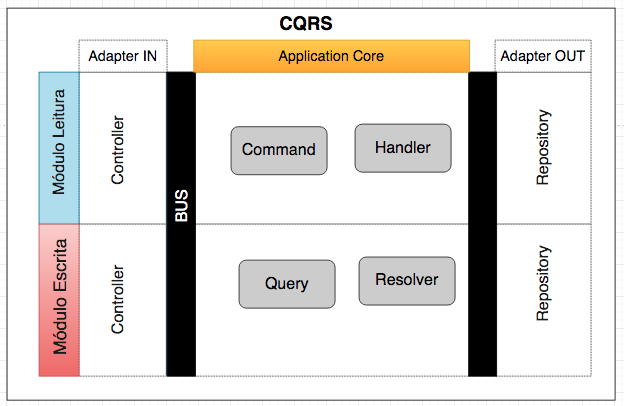 CQRS
Adapter IN
Application Core
Adapter OUT
Módulo Leitura
Controller
BUS
Command
Handler
Repository
Módulo Escrita
Controller
Query
Resolver
Repository